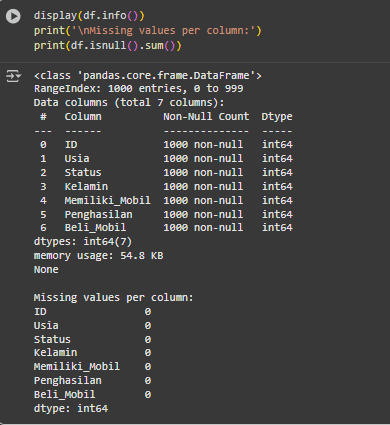 display(df.info())
print('\nMissing values per column:')
print(df.isnull().sum())
<class 'pandas.core.frame.DataFrame'>
RangeIndex: 1000 entries, 0 to 999
Data columns (total 7 columns):
 #   Column         Non-Null Count  Dtype
---  ------         --------------  -----
 0   ID             1000 non-null   int64
 1   Usia           1000 non-null   int64
 2   Status         1000 non-null   int64
 3   Kelamin        1000 non-null   int64
 4   Memiliki_Mobil 1000 non-null   int64
 5   Penghasilan    1000 non-null   int64
 6   Beli_Mobil     1000 non-null   int64
dtypes: int64(7)
memory usage: 54.8 KB
None
Missing values per column:
ID                0
Usia              0
Status            0
Kelamin           0
Memiliki_Mobil    0
Penghasilan       0
Beli_Mobil        0
dtype: int64